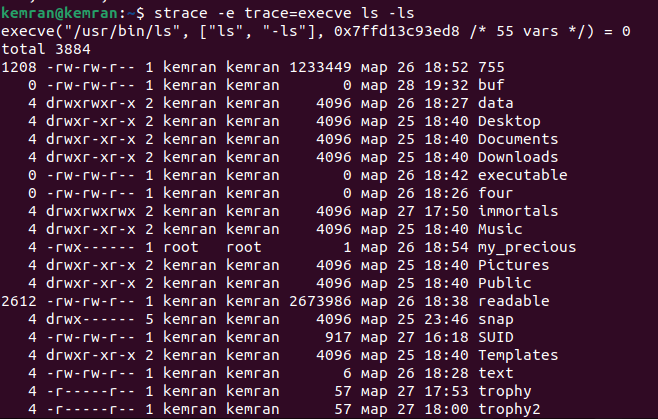 kemran@kemran:~$ strace -e trace=execve ls -ls
execve("/usr/bin/ls", ["ls", "-ls"], 0x7ffd13c93ed8 /* 55 vars */) = 0
total 3884
1208 -rw-rw-r-- 1 kemran kemran 1233449 мар 26 18:52 755
   0 -rw-rw-r-- 1 kemran kemran       0 мар 28 19:32 buf
   4 drwxrwxr-x 2 kemran kemran    4096 мар 26 18:27 data
   4 drwxr-xr-x 2 kemran kemran    4096 мар 25 18:40 Desktop
   4 drwxr-xr-x 2 kemran kemran    4096 мар 25 18:40 Documents
   4 drwxr-xr-x 2 kemran kemran    4096 мар 25 18:40 Downloads
   0 -rw-rw-r-- 1 kemran kemran       0 мар 26 18:42 executable
   0 -rw-rw-r-- 1 kemran kemran       0 мар 26 18:26 four
   4 drwxrwxrwx 2 kemran kemran    4096 мар 27 17:50 immortals
   4 drwxr-xr-x 2 kemran kemran    4096 мар 25 18:40 Music
   4 -rwx------ 1 root   root         1 мар 26 18:54 my_precious
   4 drwxr-xr-x 2 kemran kemran    4096 мар 25 18:40 Pictures
   4 drwxr-xr-x 2 kemran kemran    4096 мар 25 18:40 Public
2612 -rw-rw-r-- 1 kemran kemran 2673986 мар 26 18:38 readable
   4 drwx------ 5 kemran kemran    4096 мар 25 23:46 snap
   4 -rw-rw-r-- 1 kemran kemran     917 мар 27 16:18 SUID
   4 drwxr-xr-x 2 kemran kemran    4096 мар 25 18:40 Templates
   4 -rw-rw-r-- 1 kemran kemran       6 мар 26 18:28 text
   4 -r-----r-- 1 kemran kemran      57 мар 27 17:53 trophy
   4 -r-----r-- 1 kemran kemran      57 мар 27 18:00 trophy2